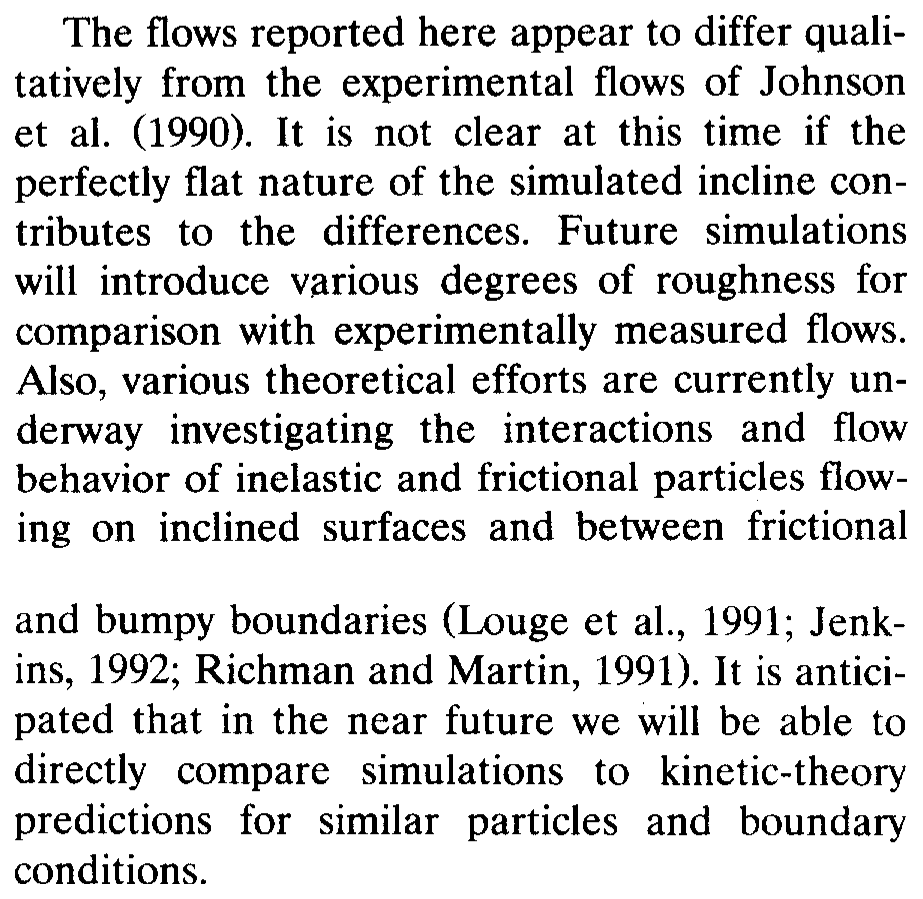 The flows reported here appear to differ quali-
tatively from the experimental flows of Johnson
et al. (1990). It is not clear at this time if the
perfectly flat nature of the simulated incline con-
tributes to the differences. Future simulations
will introduce various degrees of roughness for
comparison with experimentally measured flows.
Also, various theoretical efforts are currently un-
derway investigating the interactions and flow
behavior of inelastic and frictional particles flow-
ing on inclined surfaces and between frictional
and bumpy boundaries (Louge et al., 1991; Jenk-
ins, 1992; Richman and Martin, 1991). It is antici-
pated that in the near future we will be able to
directly compare simulations to kinetic-theory
predictions for similar particles and boundary
conditions.